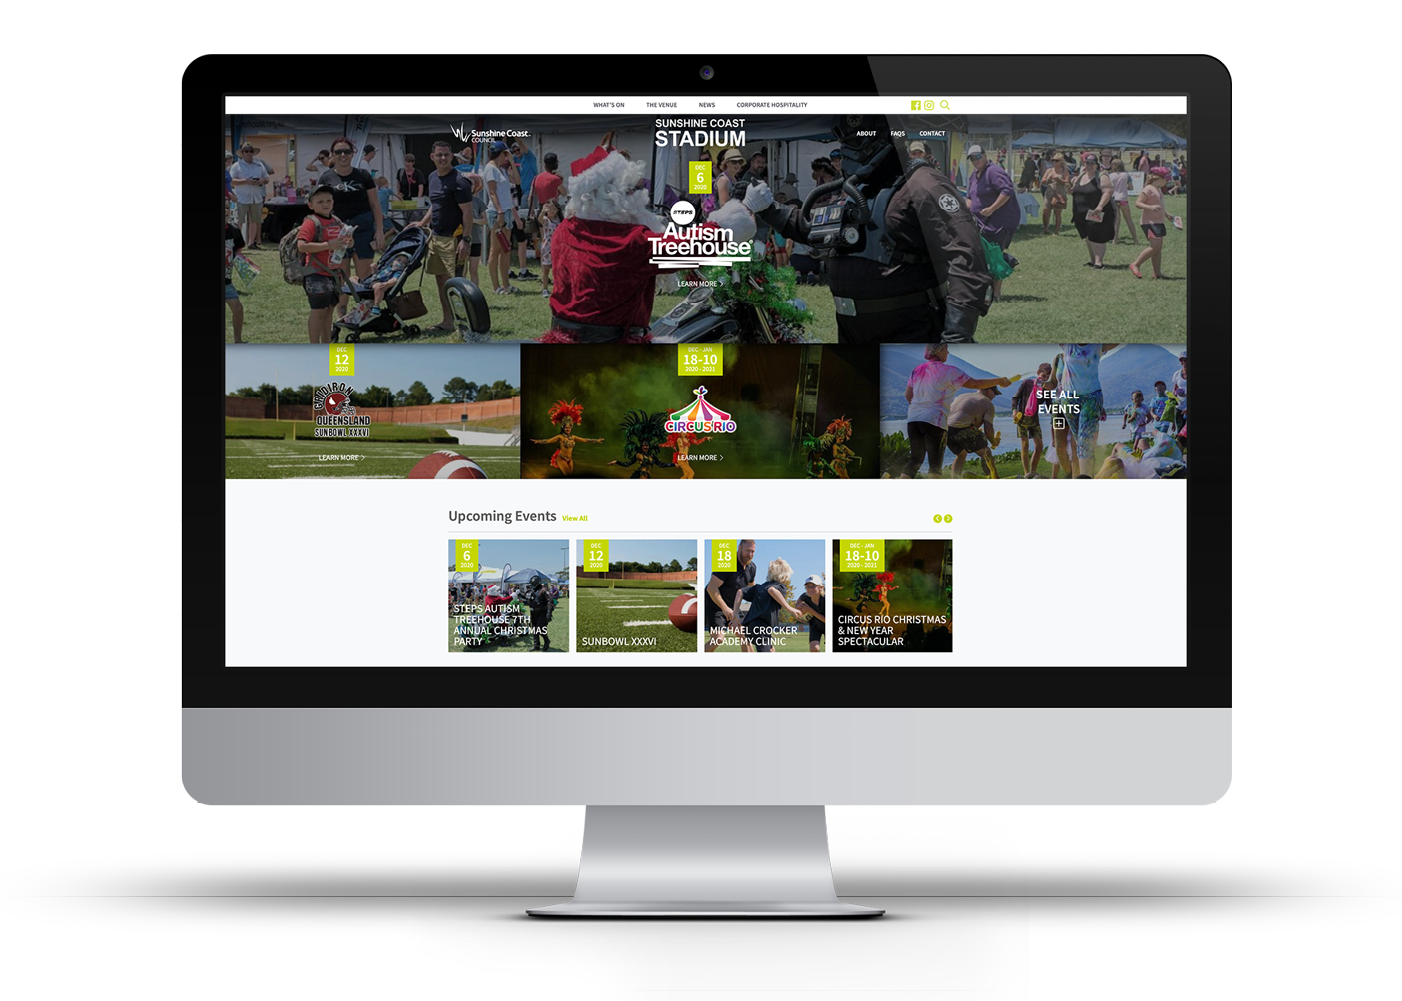 WHAT'S ON THE VENUE NEWS CORPORATE HOSPITALITY
Sunshine Coast
COUNCIL
SUNSHINE COAST
STADIUM
ABOUT FAQS CONTACT
DEC
6
2020
STEPS
Autism
Treehouse
LEARN MORE
DEC
12
2020
GRIDIRON
QUEENSLAND
SUNBOWL XXXVI
LEARN MORE
DEC - JAN
18-10
2020 - 2021
CIRCUS RIO
LEARN MORE
SEE ALL
EVENTS
Upcoming Events View All
DEC
6
2020
STEPS AUTISM
TREEHOUSE 7TH
ANNUAL CHRISTMAS
PARTY
DEC
12
2020
SUNBOWL XXXVI
DEC
18
2020
MICHAEL CROCKER
ACADEMY CLINIC
DEC - JAN
18-10
2020 - 2021
CIRCUS RIO CHRISTMAS
& NEW YEAR
SPECTACULAR